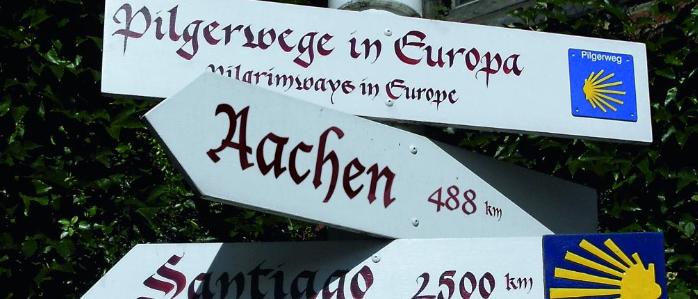 Pilgerwege in Europa
Pilgrimways in Europe
Pilgerweg
Aachen 488 km
Santiago 2500 km